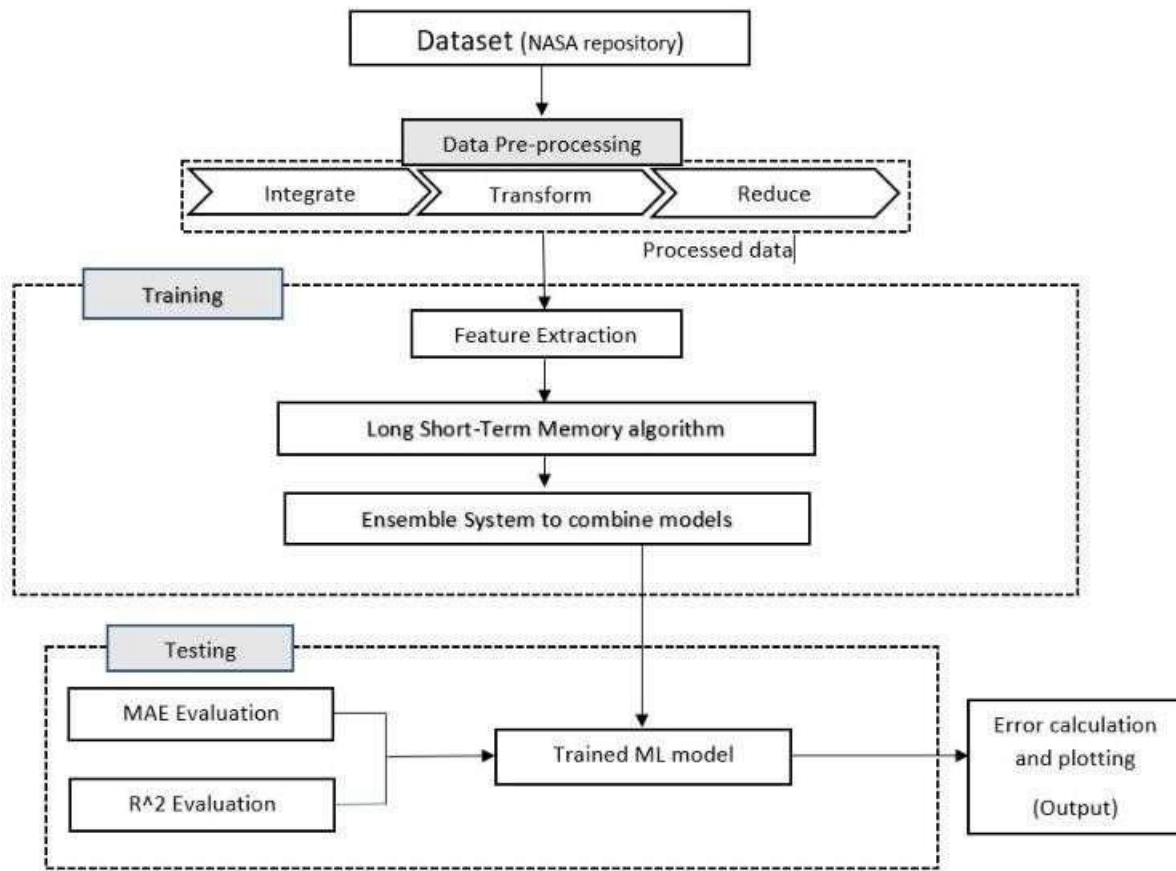 Dataset (NASA repository)
Data Pre-processing
Integrate
Transform
Reduce
Processed data
Training
Feature Extraction
Long Short-Term Memory algorithm
Ensemble System to combine models
Testing
MAE Evaluation
R^2 Evaluation
Trained ML model
Error calculation
and plotting
(Output)